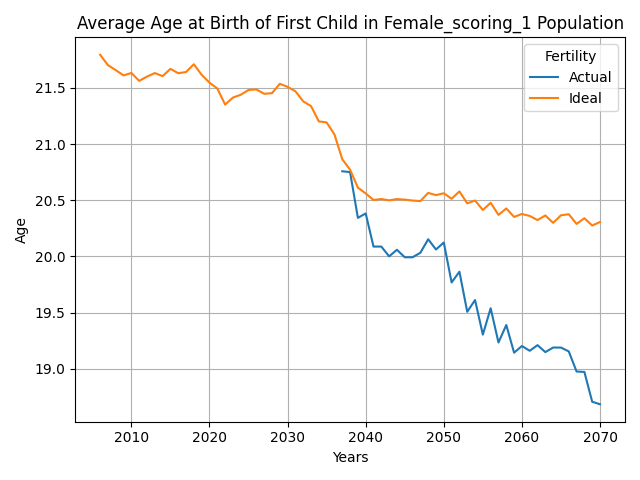 Average Age at Birth of First Child in Female_scoring_1 Population
Fertility
Actual
Ideal
21.5
21.0
20.5
20.0
19.5
19.0
Age
2010 2020 2030 2040 2050 2060 2070
Years